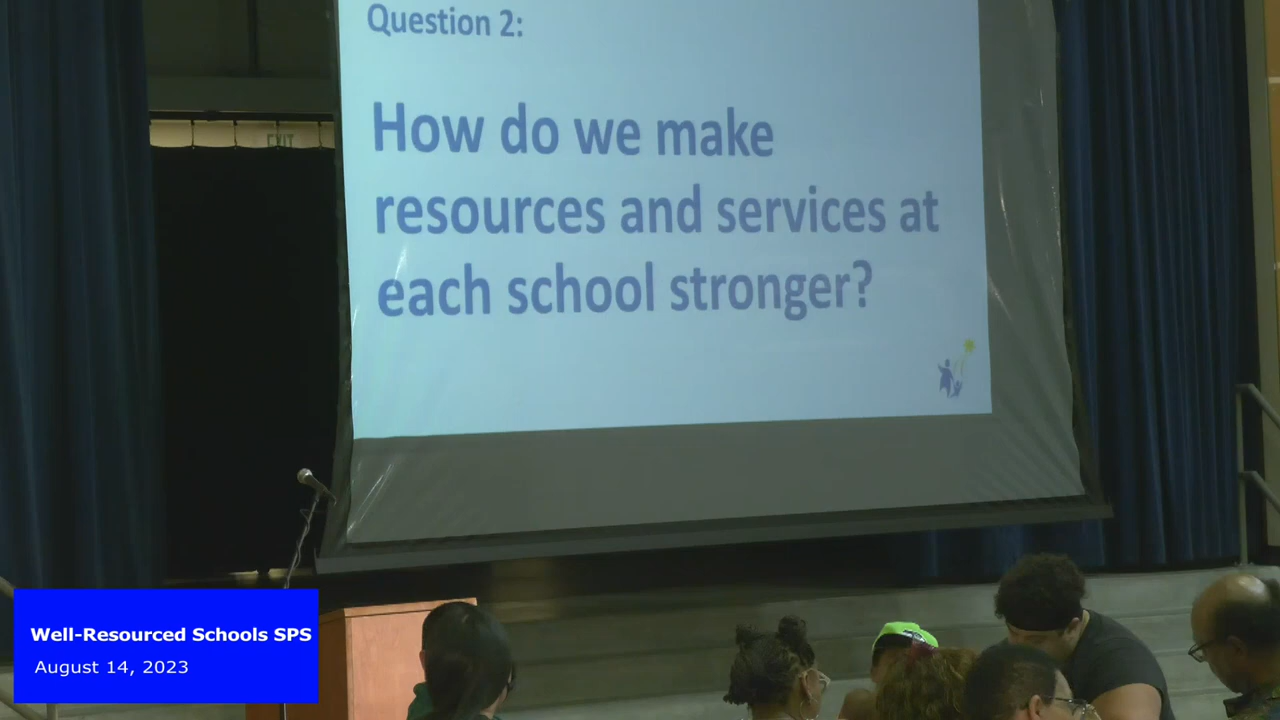 Question 2:
How do we make
resources and services at
each school stronger?
EXIT
Well-Resourced Schools SPS
August 14, 2023